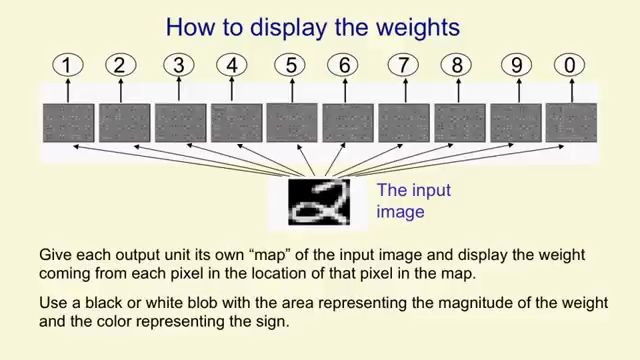 How to display the weights
1 2 3 4 5 6 7 8 9 0
The input
image
Give each output unit its own “map” of the input image and display the weight
coming from each pixel in the location of that pixel in the map.
Use a black or white blob with the area representing the magnitude of the weight
and the color representing the sign.